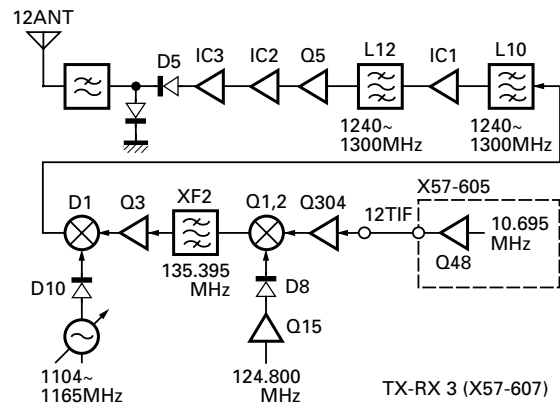 12ANT
D5
IC3
IC2
Q5
L12
IC1
L10
1240~
1300MHz
1240~
1300MHz
D1
Q3
XF2
Q1,2
Q304
12TIF
X57-605
10.695
MHz
Q48
135.395
MHz
D10
D8
Q15
1104~
1165MHz
124.800
MHz
TX-RX 3 (X57-607)